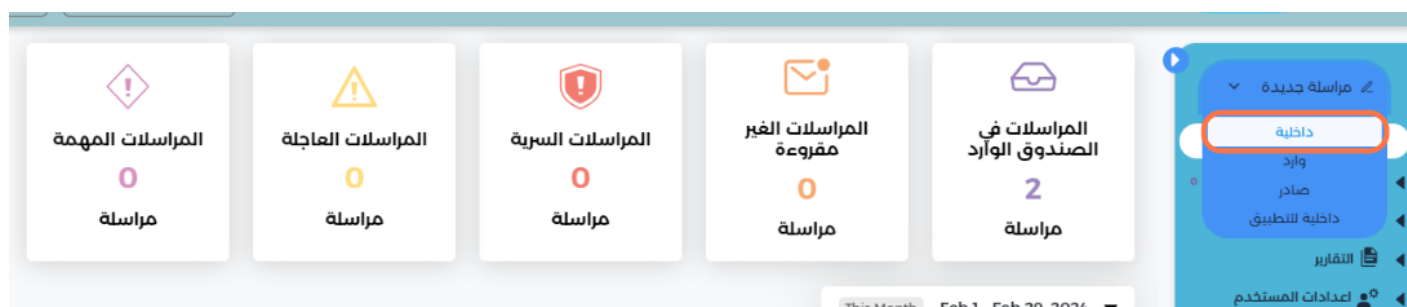 المراسلات في
الصندوق الوارد
2
مراسلة
المراسلات الغير
مقروءة
0
مراسلة
المراسلات السرية
0
مراسلة
المراسلات العاجلة
0
مراسلة
المراسلات المهمة
0
مراسلة
مراسلة جديدة
داخلية
وارد
صادر
داخلية للتطبيق
0
التقارير
اعدادات المستخدم
This Month
Feb 1 - Feb 29, 2024